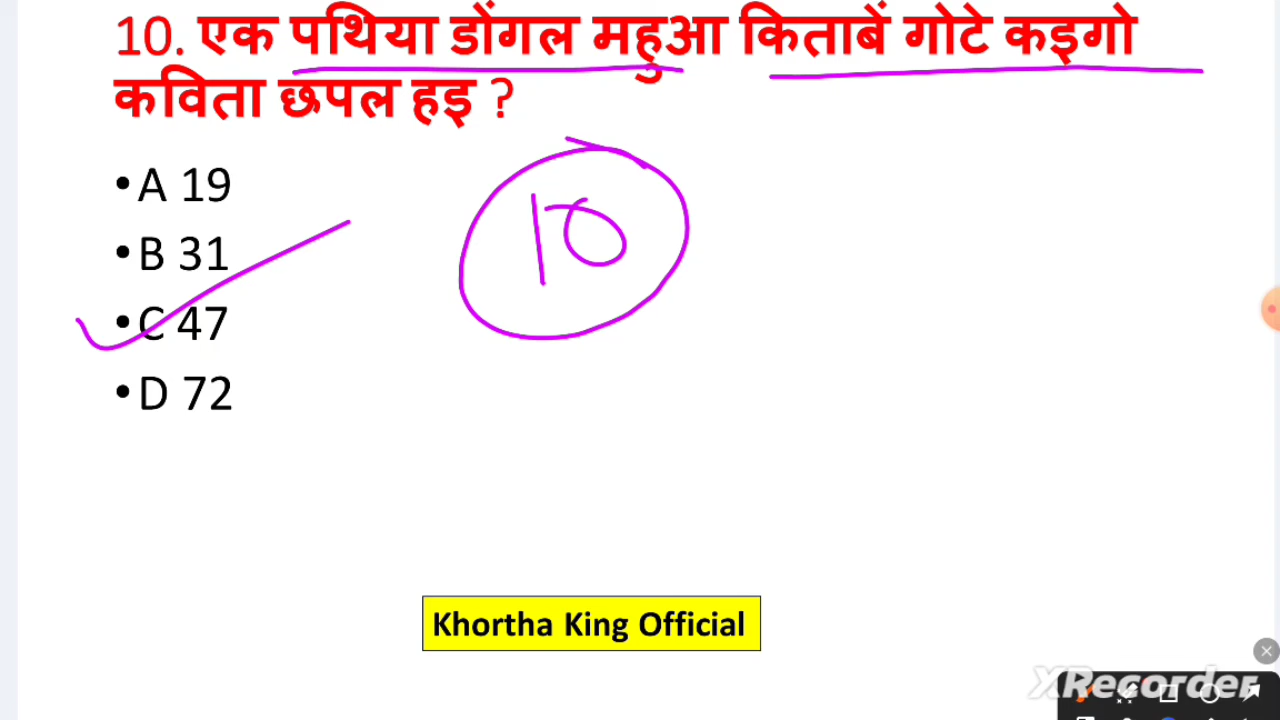 10. एक पथिया डोंगल महुआ किताबें गोटे कइगो
कविता छपल हइ ?
• A 19
• B 31
• C 47
• D 72
10
Khortha King Official
XRecorder